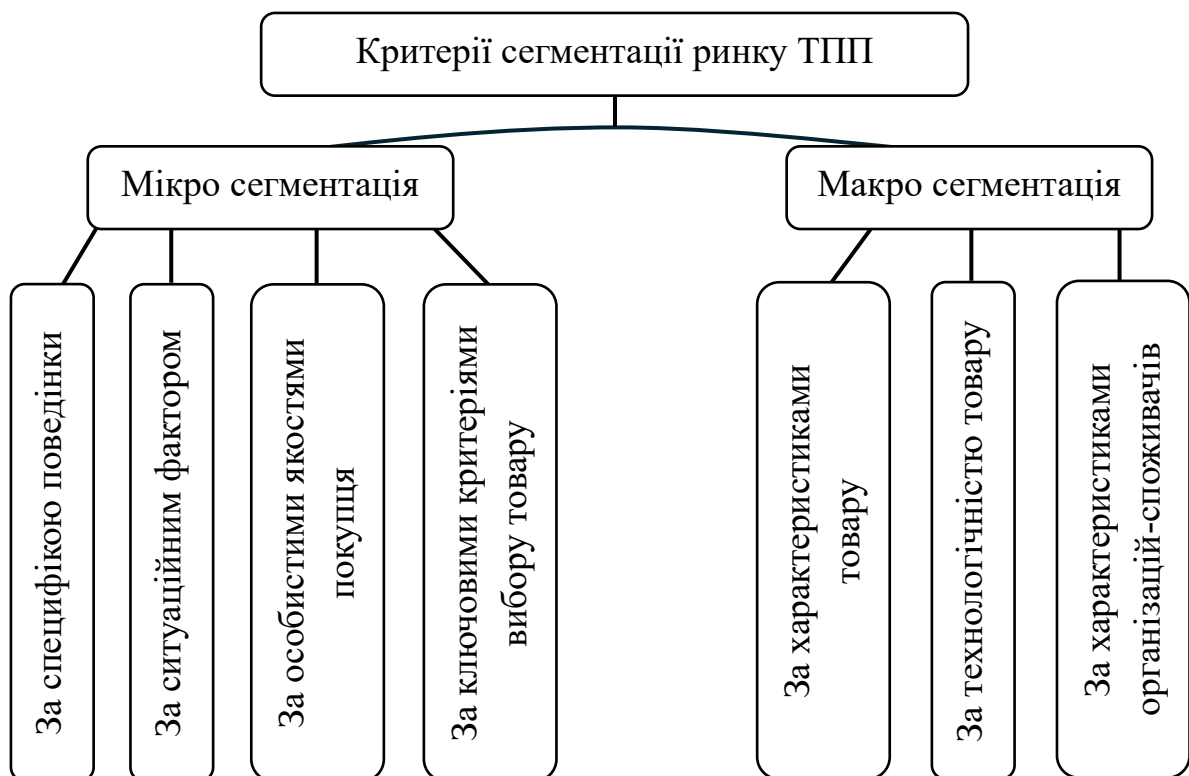 Критерії сегментації ринку ТПП
Мікро сегментація
Макро сегментація
За специфікою поведінки
За ситуаційним фактором
За особистими якостями
покупця
За ключовими критеріями
вибору товару
За характеристиками
товару
За технологічністю товару
За характеристиками
організацій-споживачів